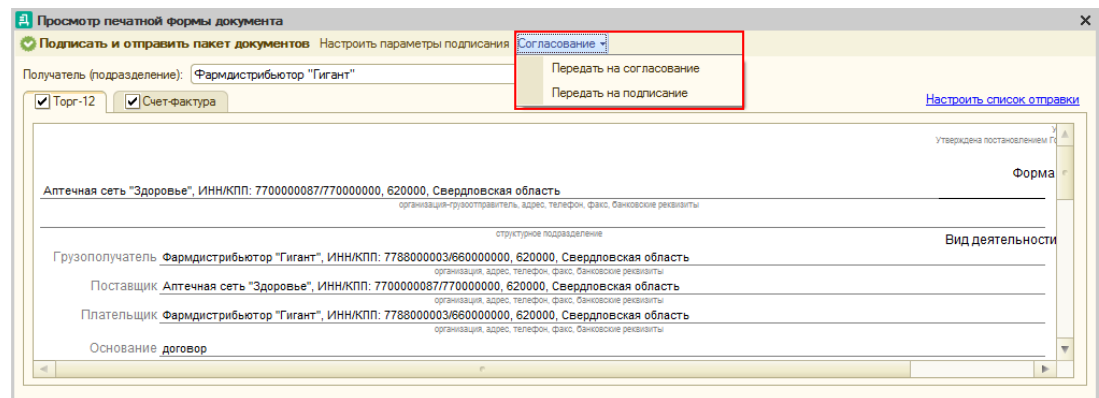 Просмотр печатной формы документа
Подписать и отправить пакет документов Настроить параметры подписания Согласование
Передать на согласование
Передать на подписание
Получатель (подразделение): Фармдистрибьютор "Гигант"
Торг-12 Счет-фактура Настроить список отправки
У
Утверждена постановлением Го
Форма
Аптечная сеть "Здоровье", ИНН/КПП: 7700000087/770000000, 620000, Свердловская область
организация-грузоотправитель, адрес, телефон, факс, банковские реквизиты
структурное подразделение
Вид деятельности
Грузополучатель Фармдистрибьютор "Гигант", ИНН/КПП: 7788000003/660000000, 620000, Свердловская область
организация, адрес, телефон, факс, банковские реквизиты
Поставщик Аптечная сеть "Здоровье", ИНН/КПП: 7700000087/770000000, 620000, Свердловская область
организация, адрес, телефон, факс, банковские реквизиты
Плательщик Фармдистрибьютор "Гигант", ИНН/КПП: 7788000003/660000000, 620000, Свердловская область
организация, адрес, телефон, факс, банковские реквизиты
Основание договор